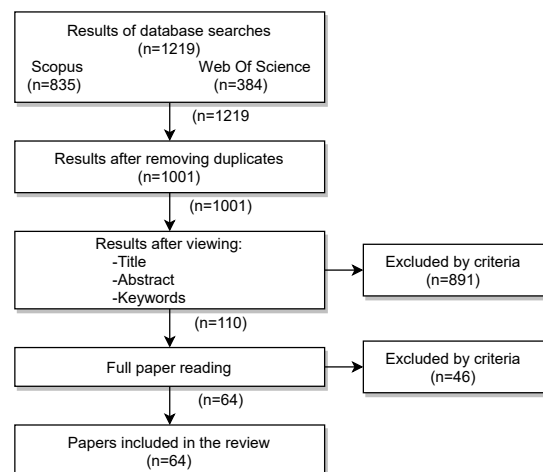 Results of database searches
(n=1219)
Scopus Web Of Science
(n=835) (n=384)
(n=1219
Results after removing duplicates
(n=1001)
(n=1001)
Results after viewing:
-Title
-Abstract
-Keywords
Excluded by criteria
(n=891)
(n=110)
Full paper reading
Excluded by criteria
(n=46)
(n=64)
Papers included in the review
(n=64)